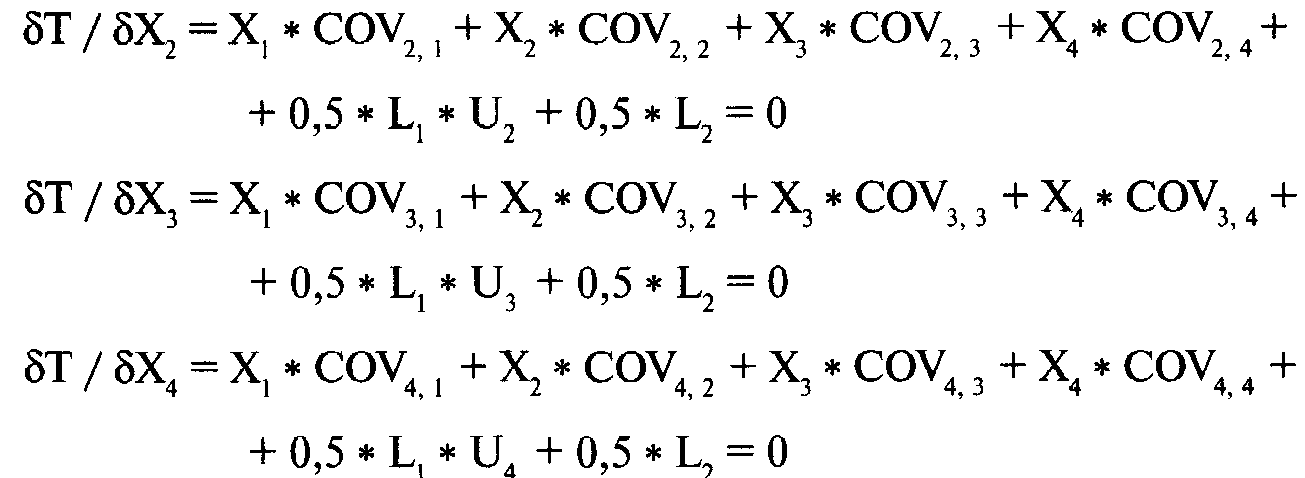 δT / δX₂ = X₁ * COV₂, ₁ + X₂ * COV₂, ₂ + X₃ * COV₂, ₃ + X₄ * COV₂, ₄ +
+ 0,5 * L₁ * U₂ + 0,5 * L₂ = 0
δT / δX₃ = X₁ * COV₃, ₁ + X₂ * COV₃, ₂ + X₃ * COV₃, ₃ + X₄ * COV₃, ₄ +
+ 0,5 * L₁ * U₃ + 0,5 * L₂ = 0
δT / δX₄ = X₁ * COV₄, ₁ + X₂ * COV₄, ₂ + X₃ * COV₄, ₃ + X₄ * COV₄, ₄ +
+ 0,5 * L₁ * U₄ + 0,5 * L₂ = 0